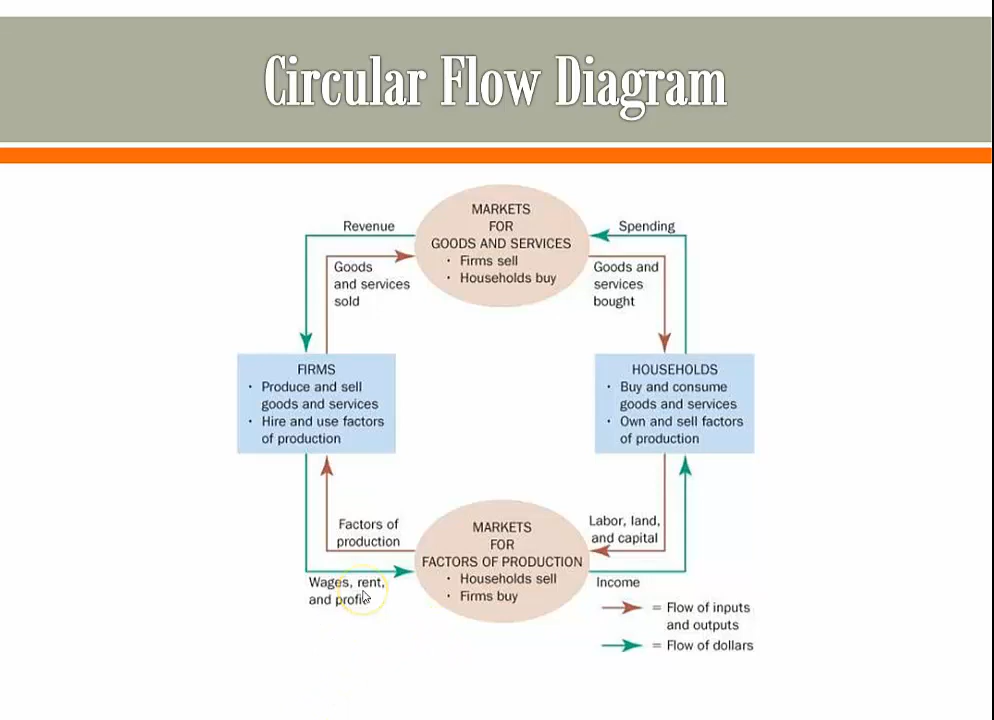 Circular Flow Diagram
MARKETS
FOR
GOODS AND SERVICES
• Firms sell
• Households buy
Revenue
Goods
and services
sold
Spending
Goods and
services
bought
FIRMS
• Produce and sell
goods and services
• Hire and use factors
of production
HOUSEHOLDS
• Buy and consume
goods and services
• Own and sell factors
of production
Factors of
production
Wages, rent,
and profit
MARKETS
FOR
FACTORS OF PRODUCTION
• Households sell
• Firms buy
Labor, land,
and capital
Income
= Flow of inputs
and outputs
= Flow of dollars